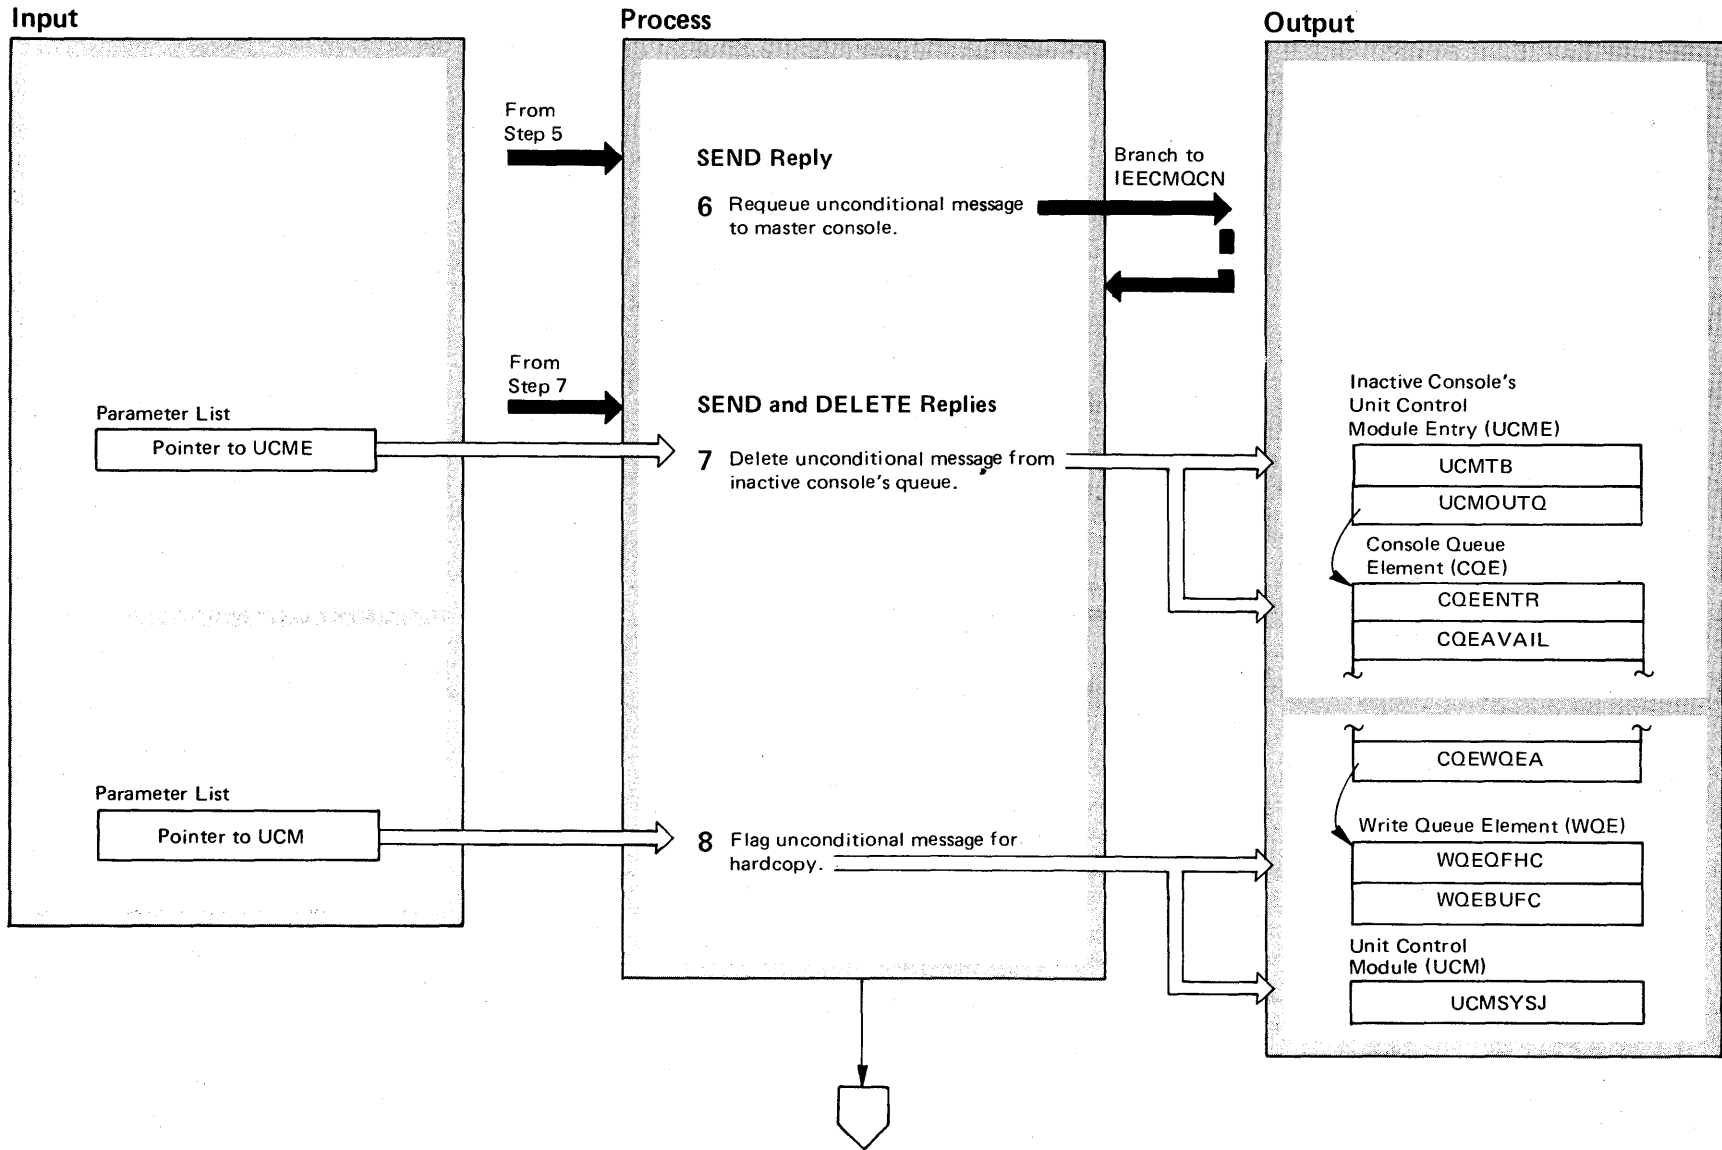 Input
Process
Output
From
Step 5
SEND Reply
6 Requeue unconditional message
to master console.
Branch to
IEECMQCN
From
Step 7
SEND and DELETE Replies
Parameter List
Pointer to UCME
7 Delete unconditional message from
inactive console's queue.
Inactive Console's
Unit Control
Module Entry (UCME)
UCMTB
UCMOUTQ
Console Queue
Element (CQE)
CQEENTR
CQEAVAIL
CQEWQEA
Parameter List
Pointer to UCM
8 Flag unconditional message for
hardcopy.
Write Queue Element (WQE)
WQEQFHC
WQEBUFC
Unit Control
Module (UCM)
UCMSYSJ